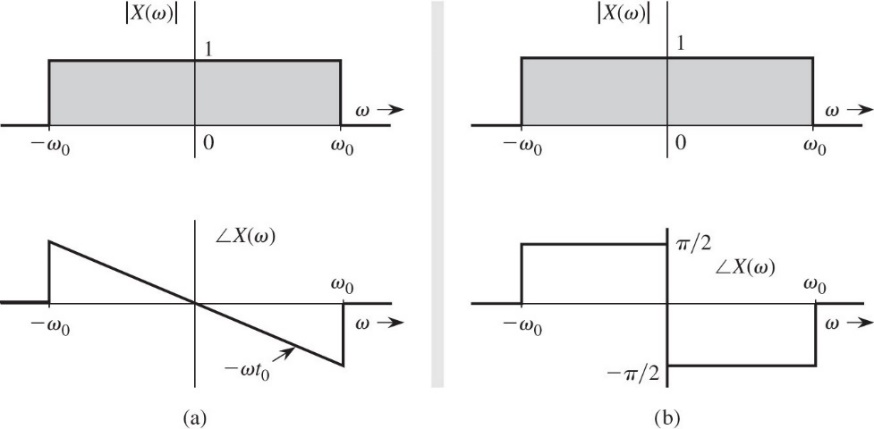 |X(ω)|
1
ω
−ω₀
0
ω₀
∠X(ω)
−ω₀
ω₀
ω
−ωt₀
(a)
|X(ω)|
1
ω
−ω₀
0
ω₀
π/2
∠X(ω)
ω₀
−ω₀
ω
−π/2
(b)